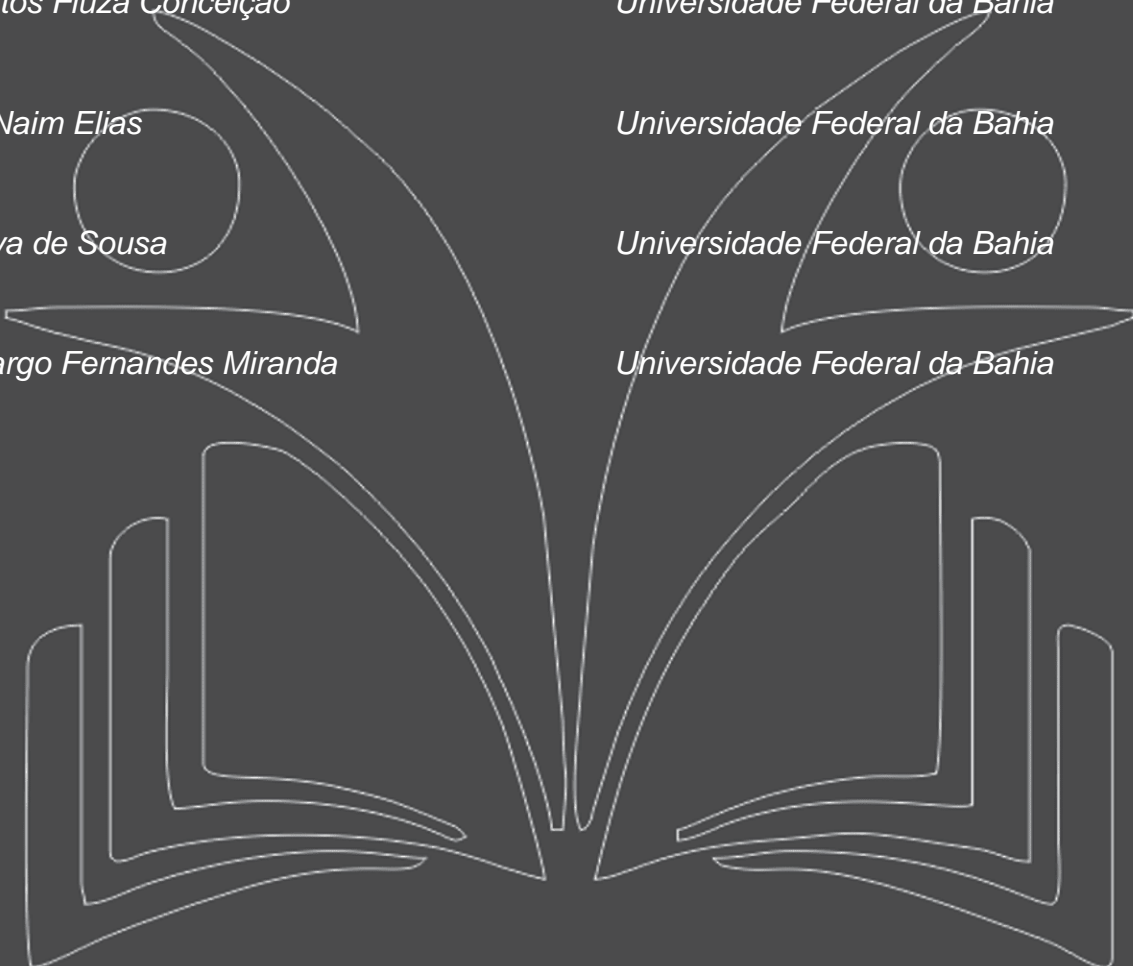 tos Fiuza Conceição Universidade Federal da Bahia
Naim Elias Universidade Federal da Bahia
va de Sousa Universidade Federal da Bahia
argo Fernandes Miranda Universidade Federal da Bahia